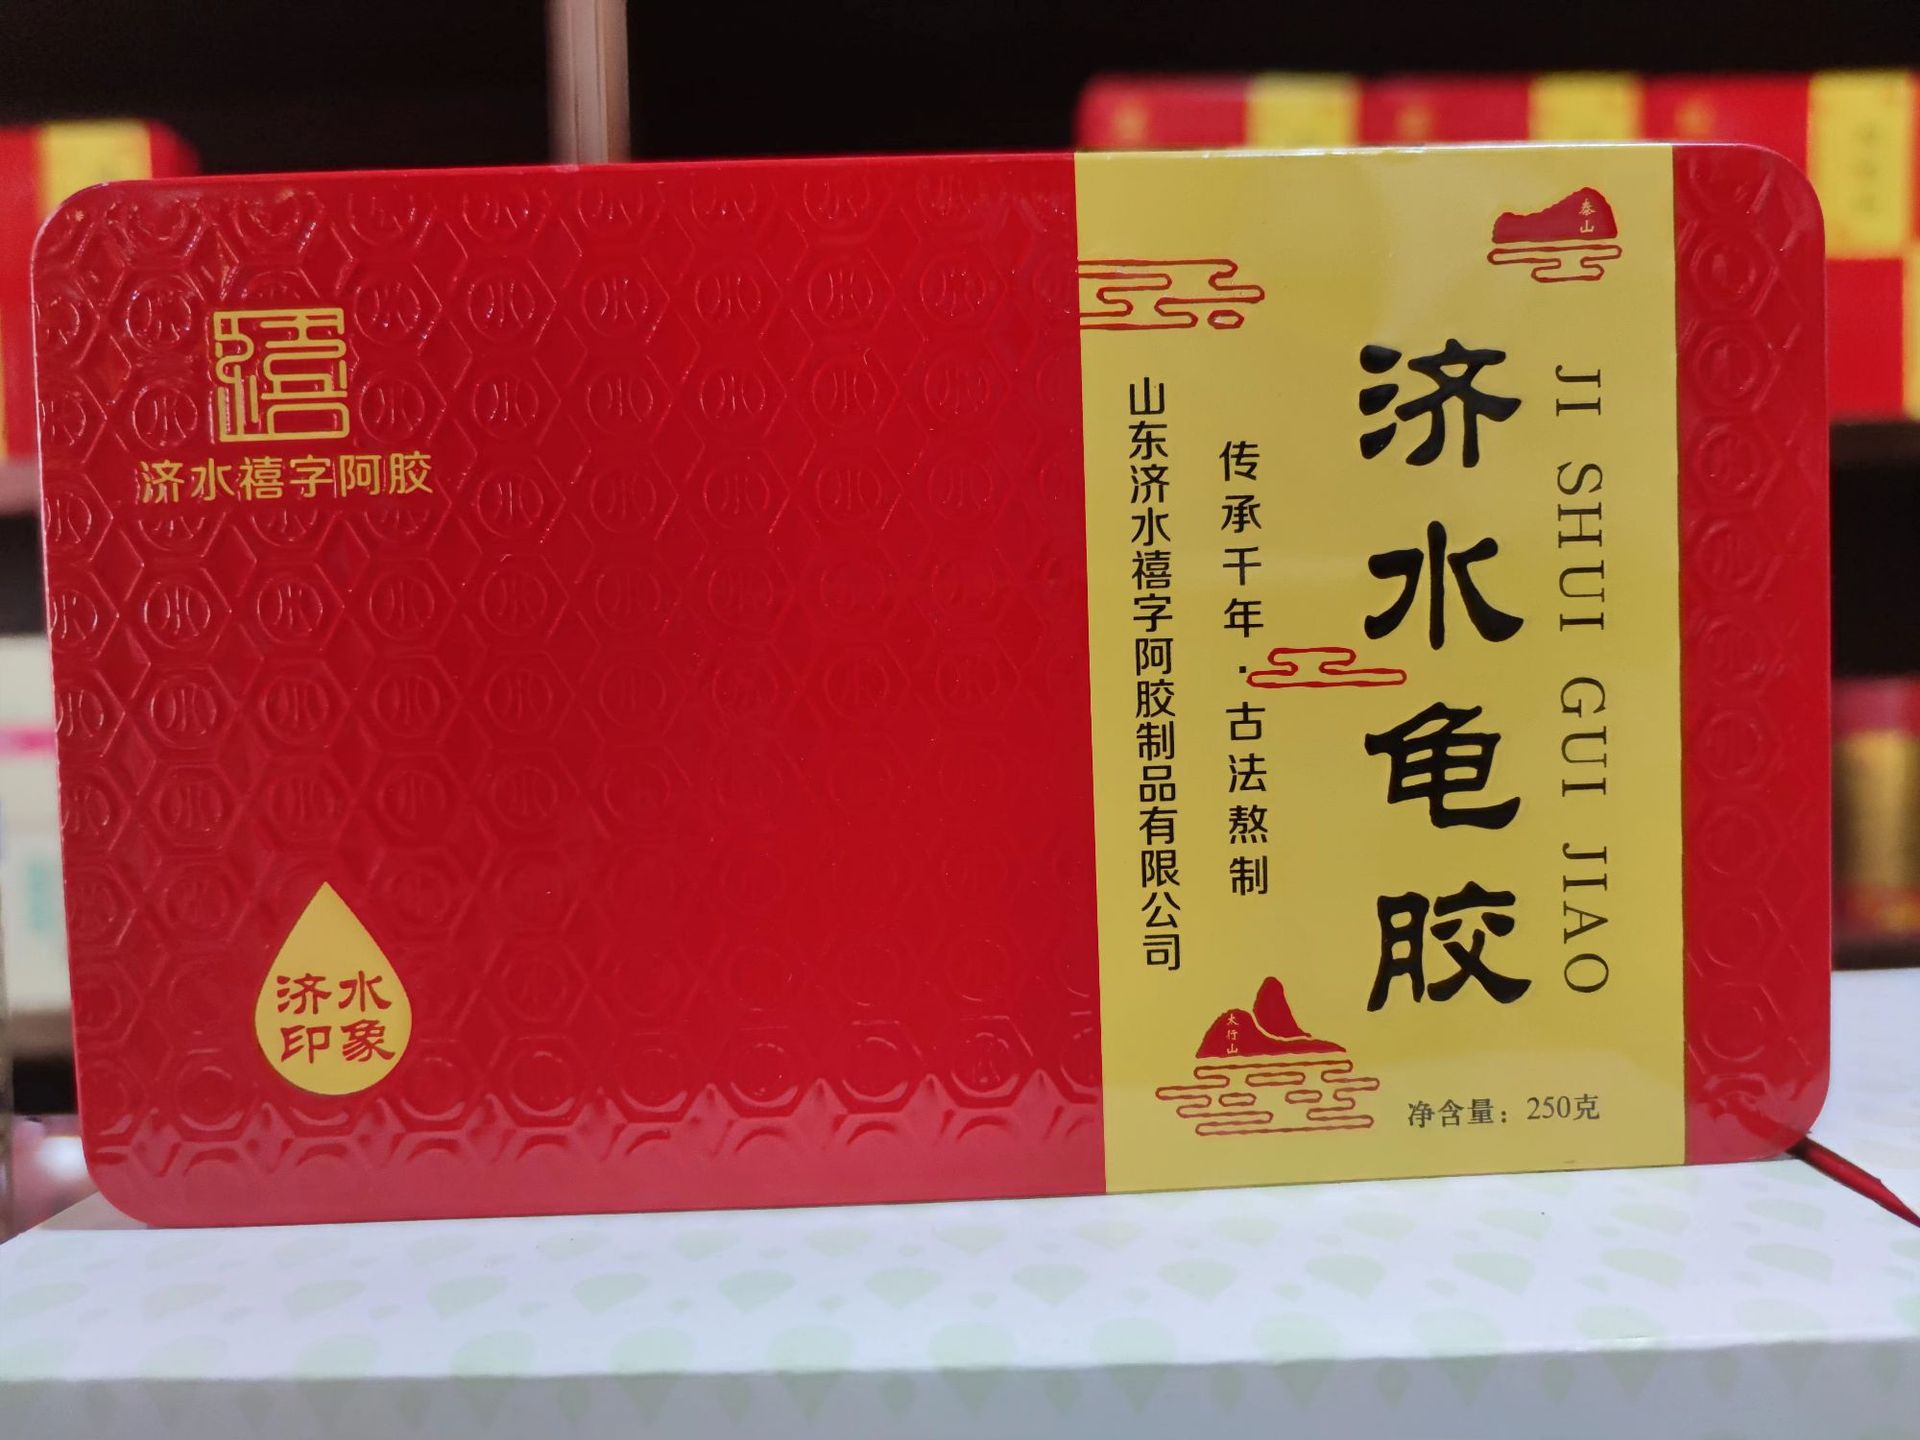 济水禧字阿胶
济水
印象
泰山
JI SHUI GUI JIAO
济水龟胶
传承千年·古法熬制
山东济水禧字阿胶制品有限公司
太行山
净含量：250克